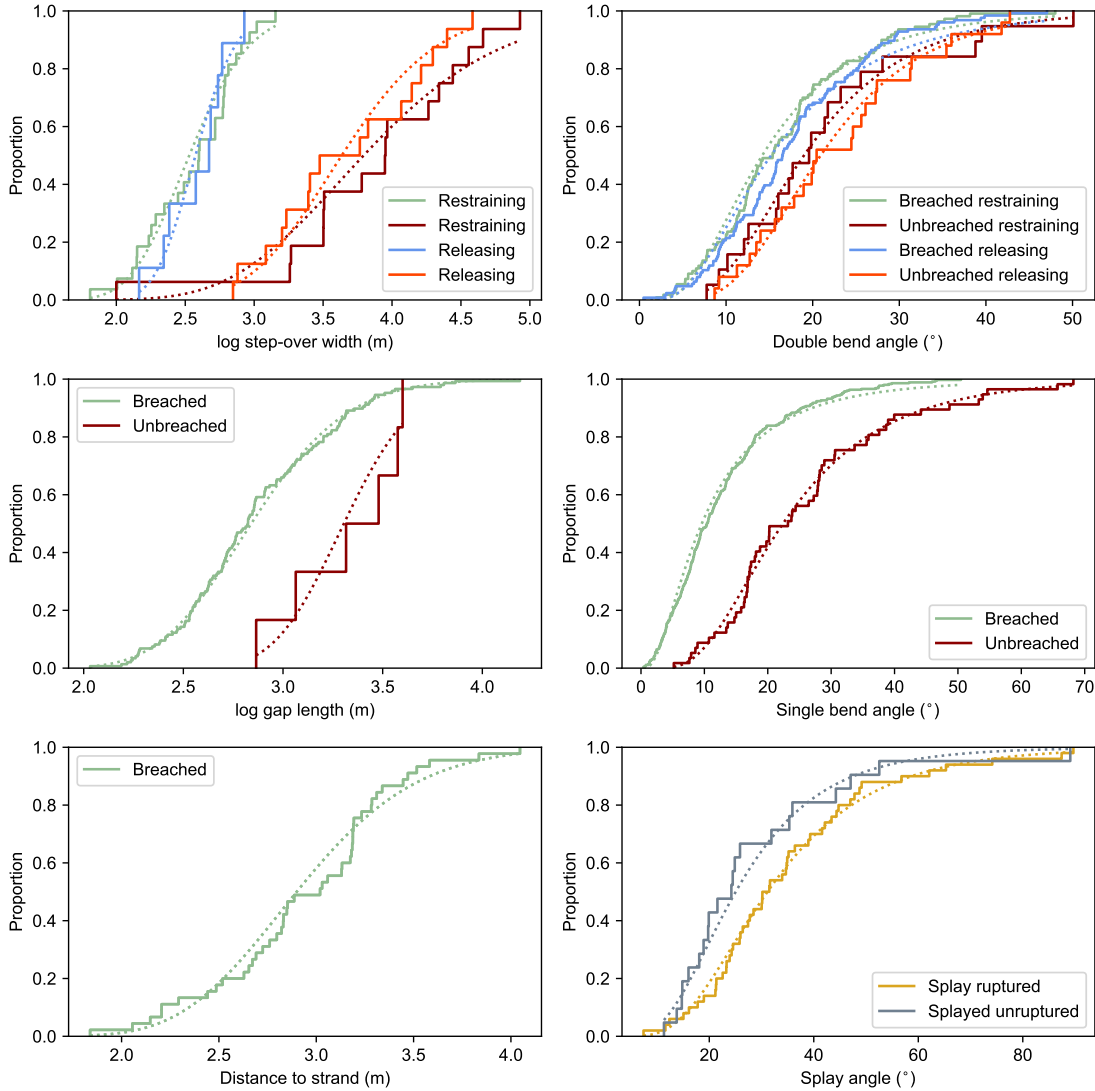 1.0
0.8
0.6
0.4
0.2
0.0
Proportion
2.0 2.5 3.0 3.5 4.0 4.5 5.0
log step-over width (m)
Restraining
Restraining
Releasing
Releasing
1.0
0.8
0.6
0.4
0.2
0.0
Proportion
0 10 20 30 40 50
Double bend angle (°)
Breached restraining
Unbreached restraining
Breached releasing
Unbreached releasing
1.0
0.8
0.6
0.4
0.2
0.0
Proportion
2.0 2.5 3.0 3.5 4.0
log gap length (m)
Breached
Unbreached
1.0
0.8
0.6
0.4
0.2
0.0
Proportion
0 10 20 30 40 50 60 70
Single bend angle (°)
Breached
Unbreached
1.0
0.8
0.6
0.4
0.2
0.0
Proportion
2.0 2.5 3.0 3.5 4.0
Distance to strand (m)
Breached
1.0
0.8
0.6
0.4
0.2
0.0
Proportion
20 40 60 80
Splay angle (°)
Splay ruptured
Splayed unruptured